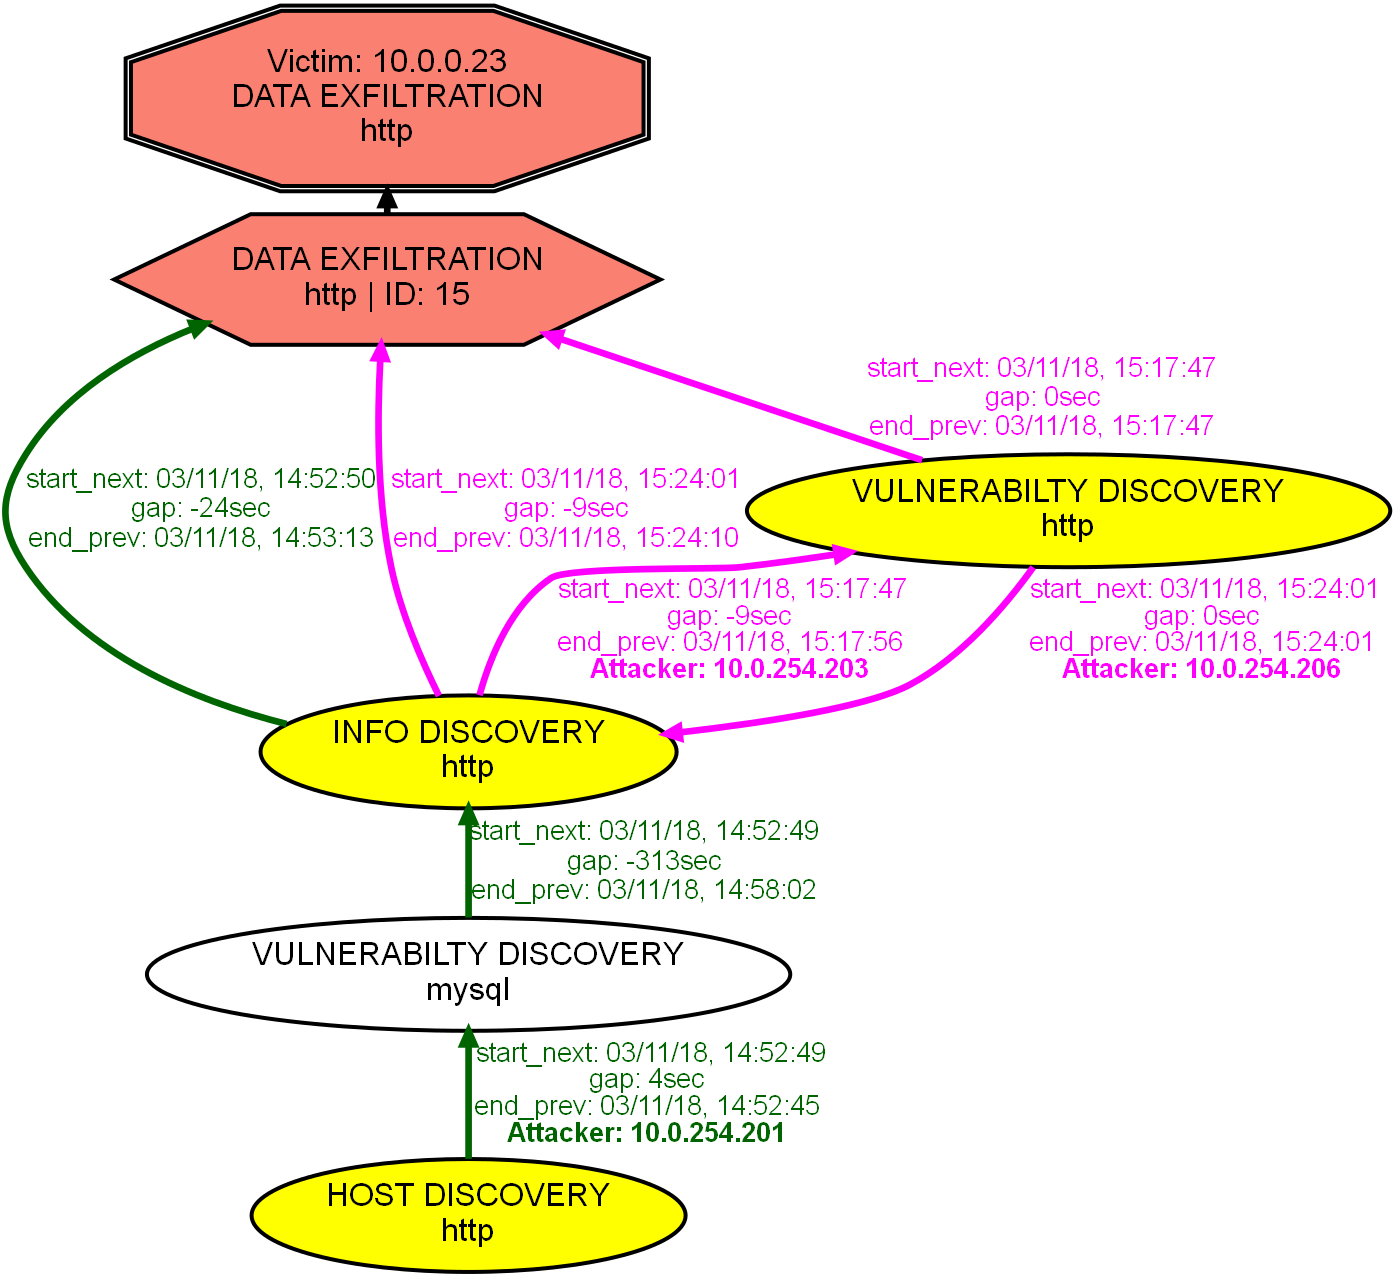 Victim: 10.0.0.23
DATA EXFILTRATION
http
DATA EXFILTRATION
http | ID: 15
start_next: 03/11/18, 15:17:47
gap: 0sec
end_prev: 03/11/18, 15:17:47
start_next: 03/11/18, 14:52:50
gap: -24sec
end_prev: 03/11/18, 14:53:13
start_next: 03/11/18, 15:24:01
gap: -9sec
end_prev: 03/11/18, 15:24:10
VULNERABILTY DISCOVERY
http
start_next: 03/11/18, 15:17:47
gap: -9sec
end_prev: 03/11/18, 15:17:56
Attacker: 10.0.254.203
start_next: 03/11/18, 15:24:01
gap: 0sec
end_prev: 03/11/18, 15:24:01
Attacker: 10.0.254.206
INFO DISCOVERY
http
start_next: 03/11/18, 14:52:49
gap: -313sec
end_prev: 03/11/18, 14:58:02
VULNERABILTY DISCOVERY
mysql
start_next: 03/11/18, 14:52:49
gap: 4sec
end_prev: 03/11/18, 14:52:45
Attacker: 10.0.254.201
HOST DISCOVERY
http